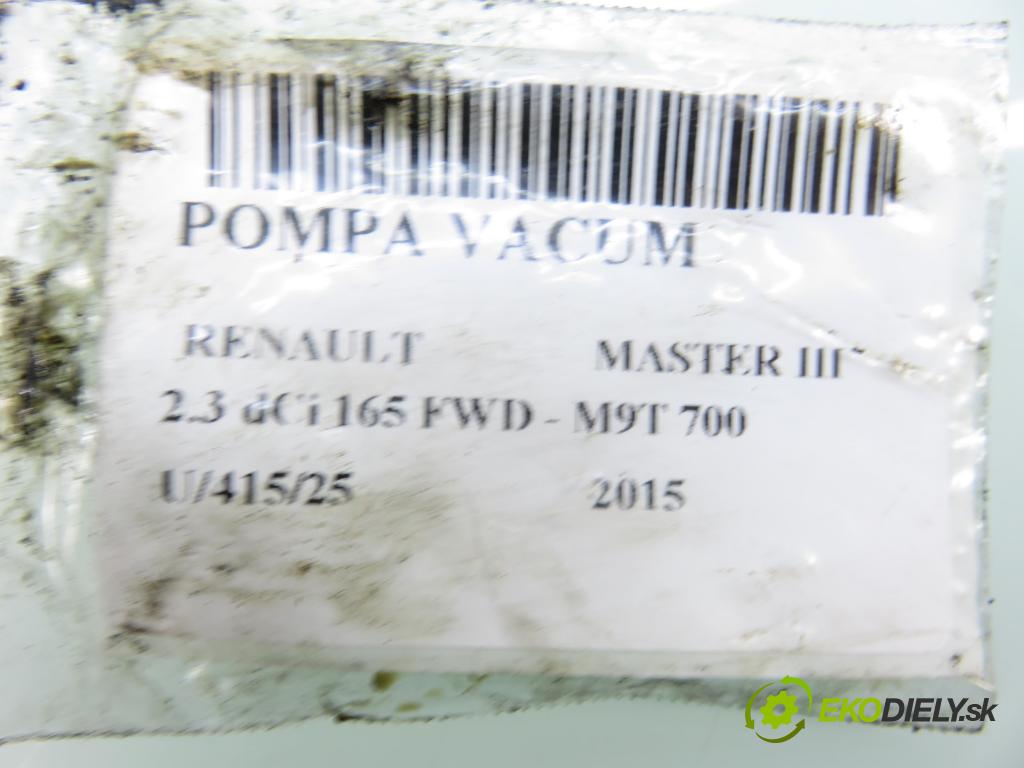 POMPA VACUM
RENAULT MASTER III
2.3 dCi 165 FWD - M9T 700
U/415/25 2015
EKODIELY.sk